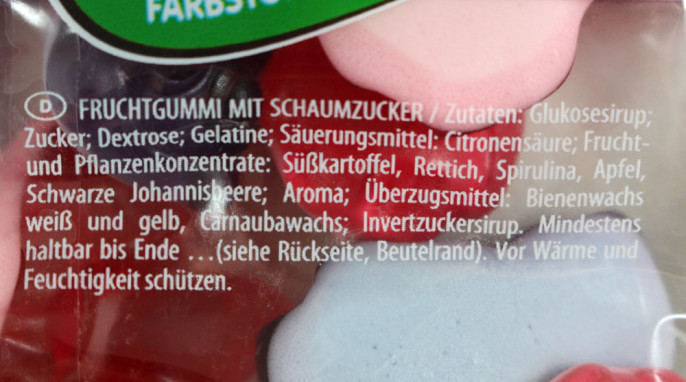 FARBSTO
D FRUCHTGUMMI MIT SCHAUMZUCKER / Zutaten: Glukosesirup;
Zucker; Dextrose; Gelatine; Säuerungsmittel: Citronensäure; Frucht-
und Pflanzenkonzentrate: Süßkartoffel, Rettich, Spirulina, Apfel,
Schwarze Johannisbeere; Aroma; Überzugsmittel: Bienenwachs
weiß und gelb, Carnaubawachs; Invertzuckersirup. Mindestens
haltbar bis Ende ...(siehe Rückseite, Beutelrand). Vor Wärme und
Feuchtigkeit schützen.